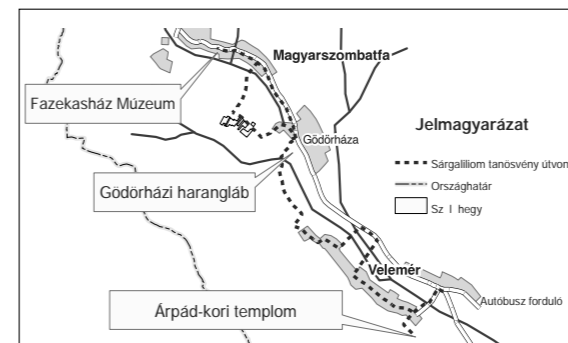 Magyarszombatfa
Fazekasház Múzeum
Gödörháza
Jelmagyarázat
Sárgaliliom tanösvény útvon
Országhatár
Sz l hegy
Gödörházi harangláb
Velemér
Autóbusz forduló
Árpád-kori templom